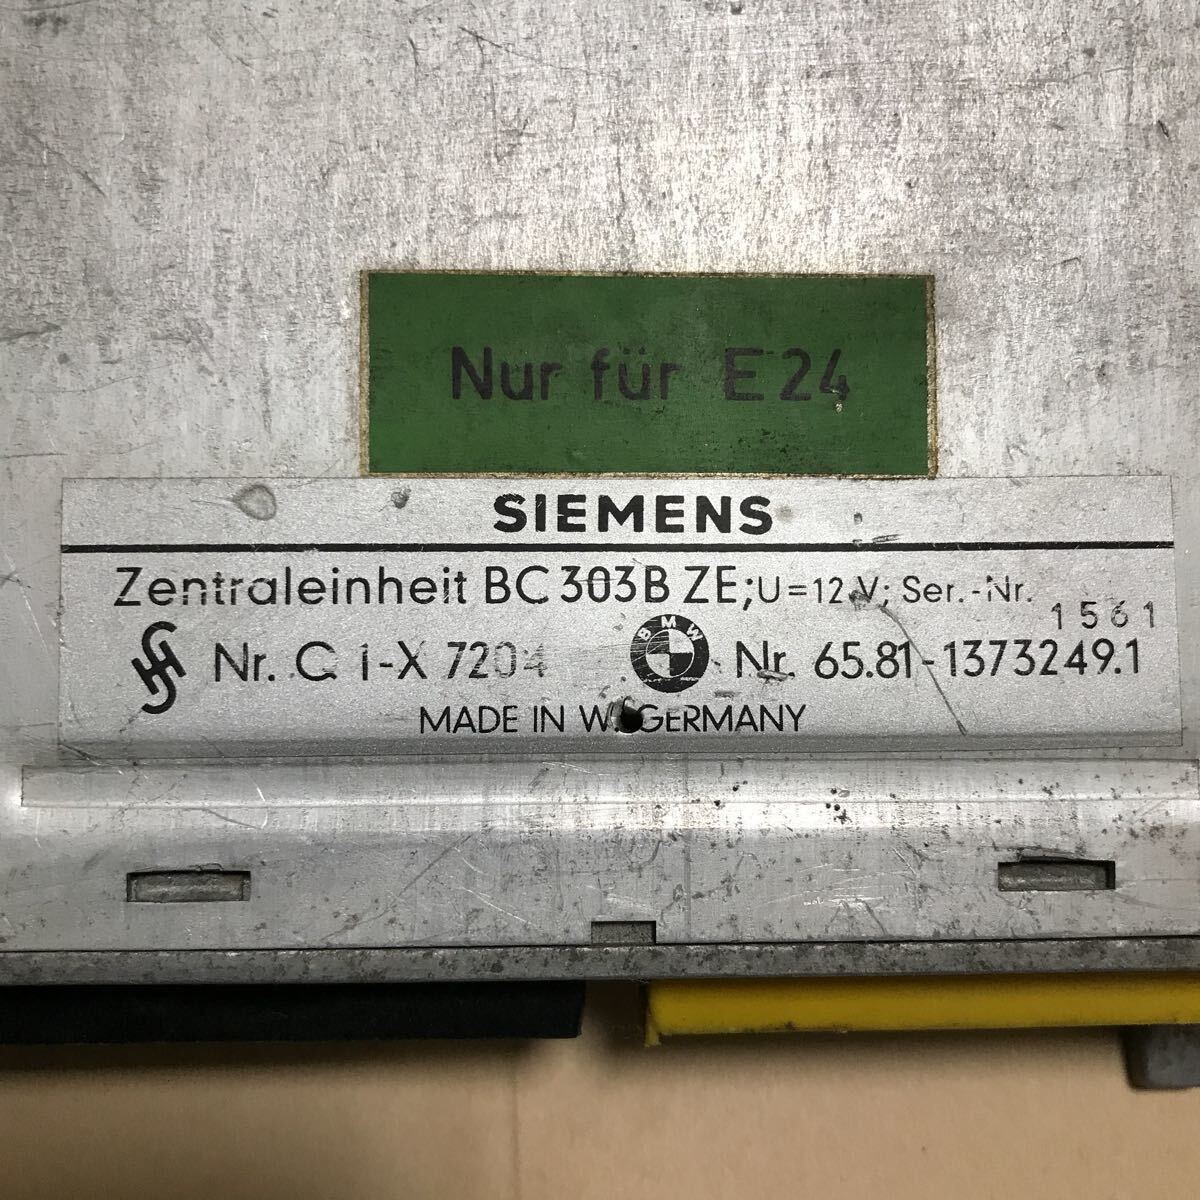 Nur für E24
SIEMENS
Zentraleinheit BC 303 B ZE; U=12 V; Ser.-Nr.
1561
Nr. C 1-X 7204 BMW Nr. 65.81-1373249.1
MADE IN W. GERMANY